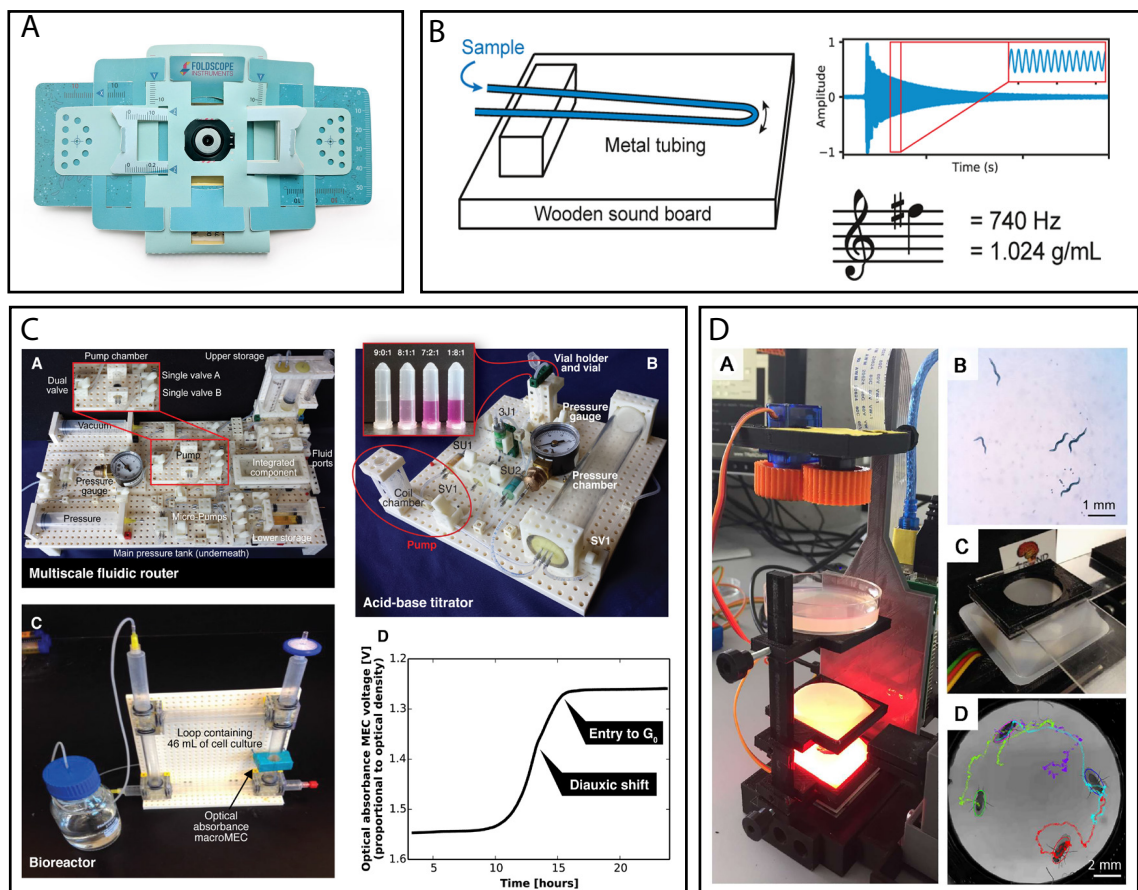 A
FOLDSCOPE
INSTRUMENTS
B
Sample
Metal tubing
Wooden sound board
Amplitude
1
0
-1
Time (s)
= 740 Hz
= 1.024 g/mL
C
A
Pump chamber
Upper storage
Dual
valve
Single valve A
Single valve B
Vacuum
Pump
Fluid
ports
Integrated
component
Pressure
gauge
Pressure
Micro-Pumps
Lower storage
Main pressure tank (underneath)
Multiscale fluidic router
B
9:0:1 8:1:1 7:2:1 1:8:1
Vial holder
and vial
Pressure
gauge
3J1
SU1
SU2
Coil
chamber
SV1
Pressure
chamber
Pump
SV1
Acid-base titrator
C
Loop containing
46 mL of cell culture
Optical
absorbance
macroMEC
Bioreactor
D
Optical absorbance MEC voltage [V]
(proportional to optical density)
1.2
1.3
1.4
1.5
1.6
Entry to G₀
Diauxic shift
5 10 15 20
Time [hours]
D
A
B
1 mm
C
D
2 mm